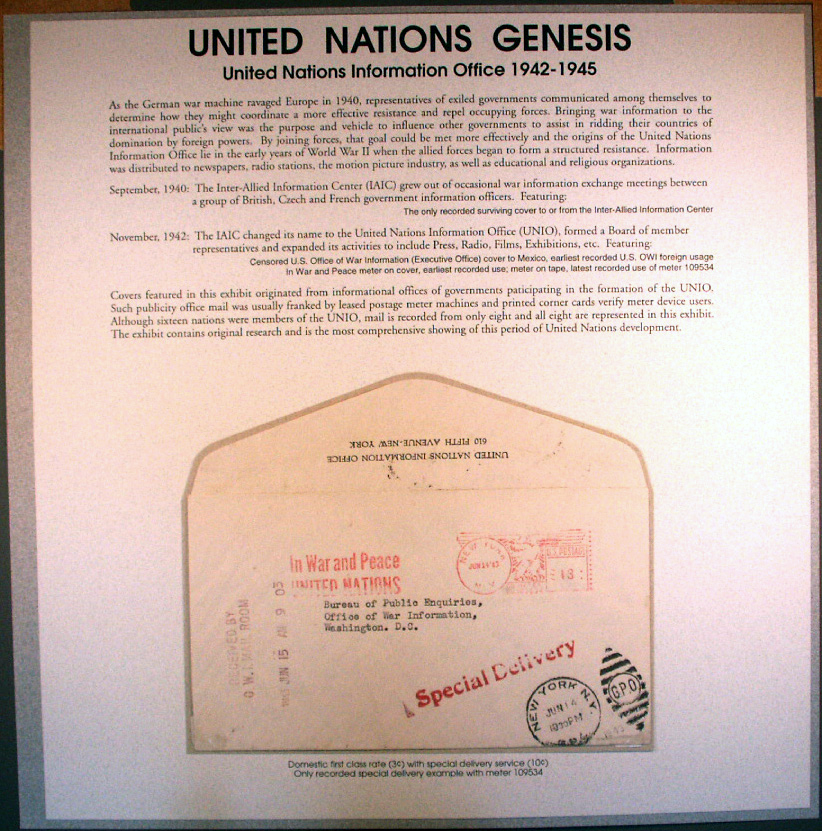 UNITED NATIONS GENESIS
United Nations Information Office 1942-1945
As the German war machine ravaged Europe in 1940, representatives of exiled governments communicated among themselves to
determine how they might coordinate a more effective resistance and repel occupying forces. Bringing war information to the
international public's view was the purpose and vehicle to influence other governments to assist in ridding their countries of
domination by foreign powers. By joining forces, that goal could be met more effectively and the origins of the United Nations
Information Office lie in the early years of World War II when the allied forces began to form a structured resistance. Information
was distributed to newspapers, radio stations, the motion picture industry, as well as educational and religious organizations.
September, 1940: The Inter-Allied Information Center (IAIC) grew out of occasional war information exchange meetings between
a group of British, Czech and French government information officers. Featuring:
The only recorded surviving cover to or from the Inter-Allied Information Center
November, 1942: The IAIC changed its name to the United Nations Information Office (UNIO), formed a Board of member
representatives and expanded its activities to include Press, Radio, Films, Exhibitions, etc. Featuring:
Censored U.S. Office of War Information (Executive Office) cover to Mexico, earliest recorded U.S. OWI foreign usage
In War and Peace meter on cover, earliest recorded use; meter on tape, latest recorded use of meter 109534
Covers featured in this exhibit originated from informational offices of governments paticipating in the formation of the UNIO.
Such publicity office mail was usually franked by leased postage meter machines and printed corner cards verify meter device users.
Although sixteen nations were members of the UNIO, mail is recorded from only eight and all eight are represented in this exhibit.
The exhibit contains original research and is the most comprehensive showing of this period of United Nations development.
UNITED NATIONS INFORMATION OFFICE
610 FIFTH AVENUE-NEW YORK
In War and Peace
UNITED NATIONS
NEW YORK
N.Y.
U.S. POSTAGE
13
Bureau of Public Enquiries,
Office of War Information,
Washington. D.C.
RECEIVED BY
O.W.I. MAIL ROOM
JUN 15 AM 9 03
Special Delivery
NEW YORK N.Y.
JUN 14
PM
G.P.O
Domestic first class rate (3¢) with special delivery service (10¢)
Only recorded special delivery example with meter 109534